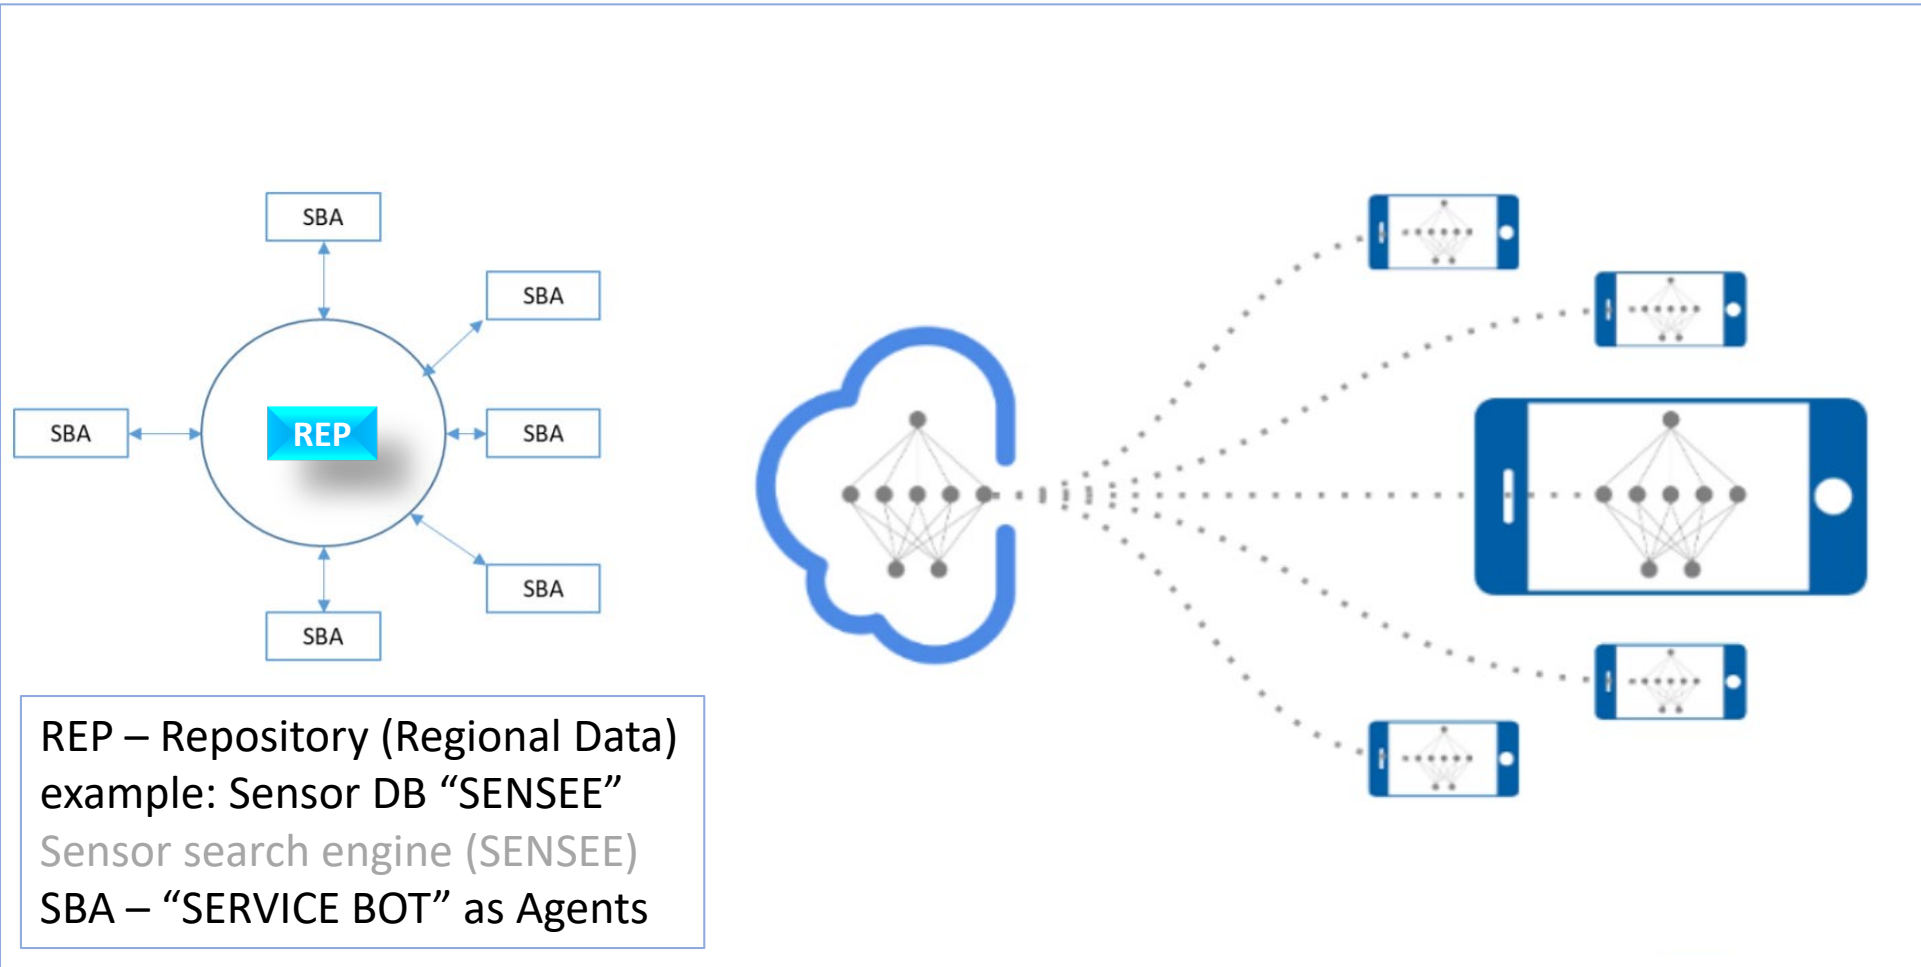 SBA
SBA
SBA
REP
SBA
SBA
SBA
REP – Repository (Regional Data)
example: Sensor DB “SENSEE”
Sensor search engine (SENSEE)
SBA – “SERVICE BOT” as Agents